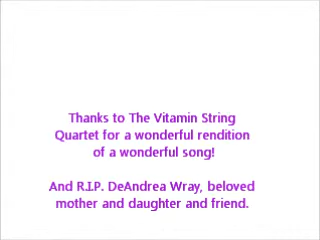 Thanks to The Vitamin String
Quartet for a wonderful rendition
of a wonderful song!
And R.I.P. DeAndrea Wray, beloved
mother and daughter and friend.